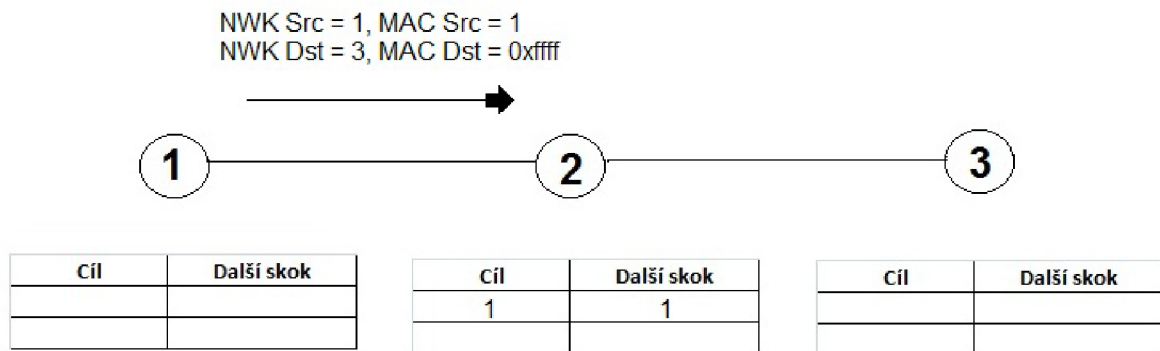 NWK Src = 1, MAC Src = 1
NWK Dst = 3, MAC Dst = 0xffff
1 2 3
Cíl Další skok Cíl Další skok Cíl Další skok
1 1